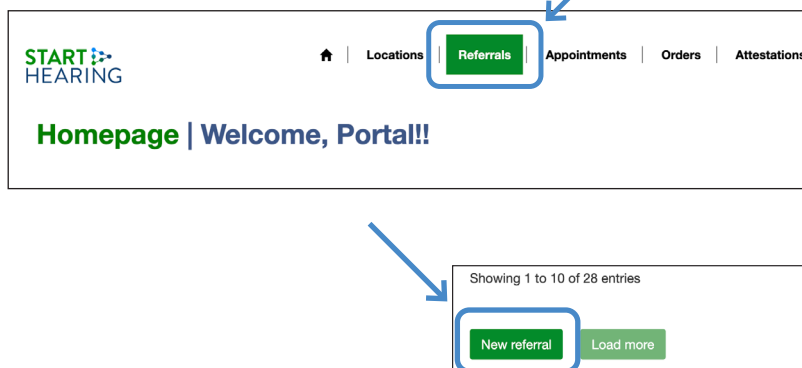 START
HEARING
Locations | Referrals | Appointments | Orders | Attestations
Homepage | Welcome, Portal!!
Showing 1 to 10 of 28 entries
New referral Load more